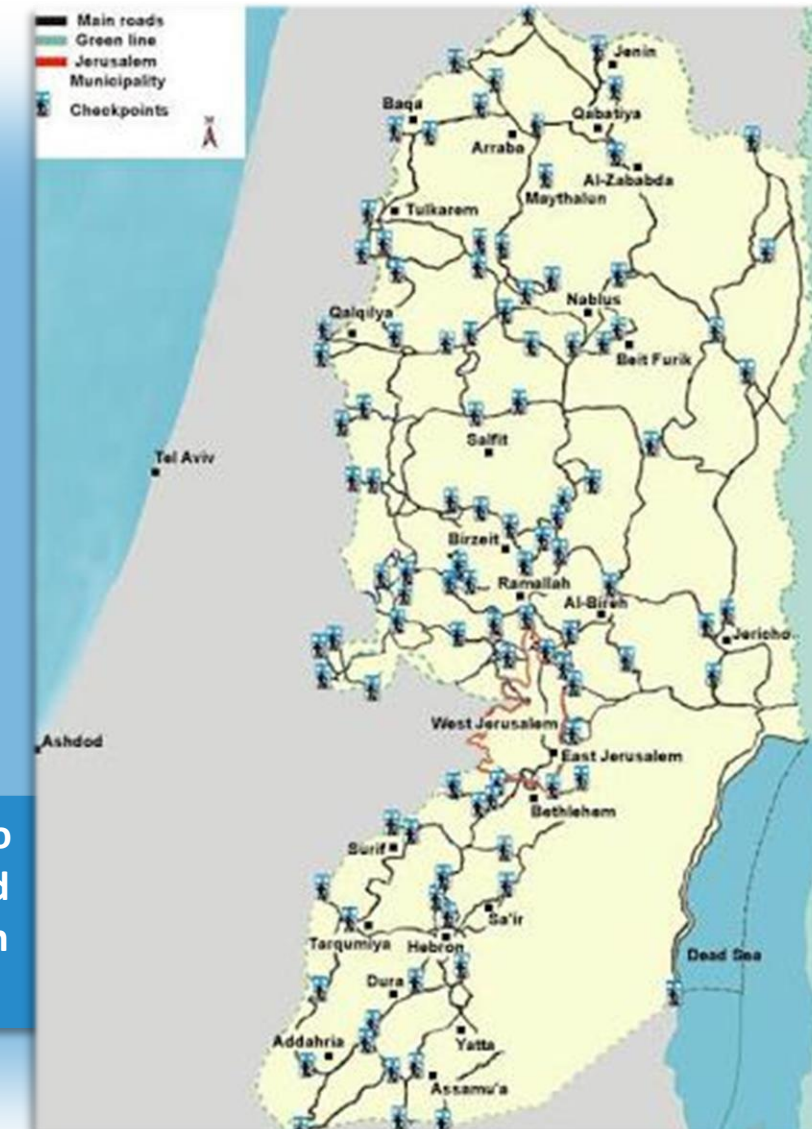 Main roads
Green line
Jerusalem
Municipality
Checkpoints
N
Jenin
Baqa
Qabatiya
Arraba
Al-Zababda
Maythalun
Tulkarem
Nablus
Qalqilya
Beit Furik
Salfit
Tel Aviv
Birzeit
Ramallah
Al-Bireh
Jericho
West Jerusalem
Ashdod
East Jerusalem
Bethlehem
Surif
Sa'ir
Tarqumiya
Hebron
Dead Sea
Dura
Addahria
Yatta
Assamu'a